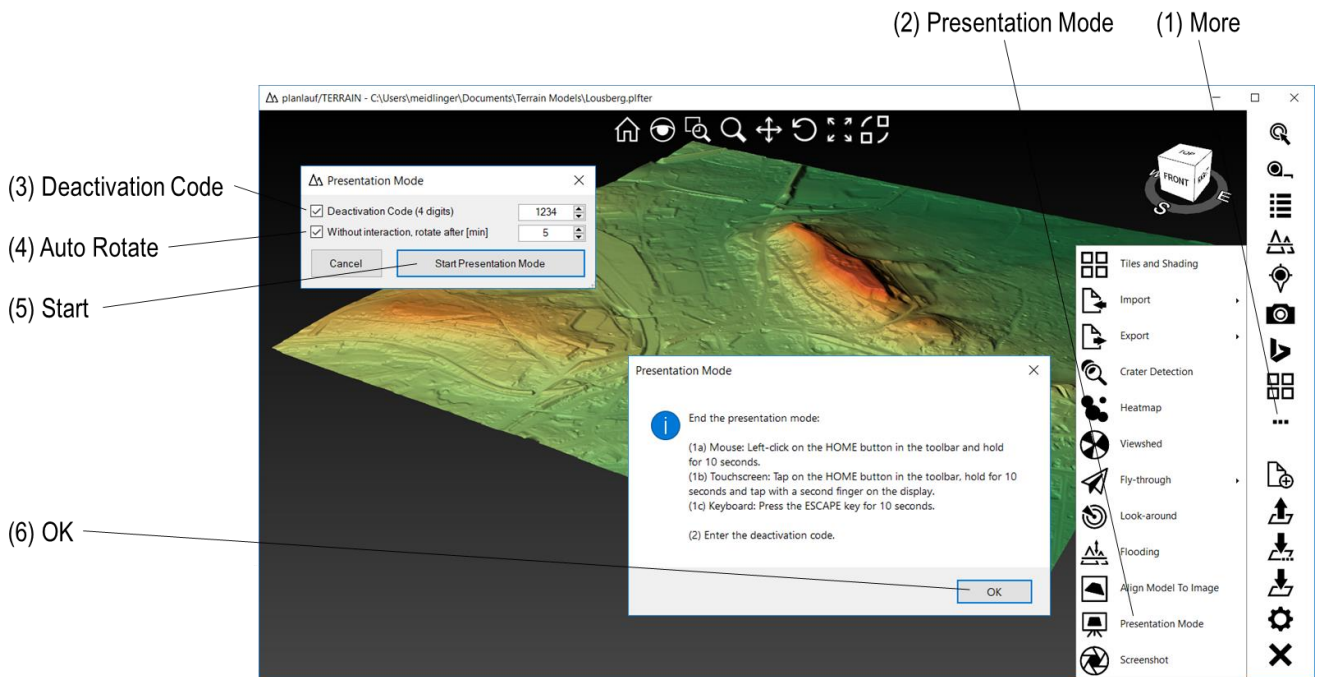 (2) Presentation Mode
(1) More
planlauf/TERRAIN - C:\Users\meidlinger\Documents\Terrain Models\Lousberg.plfter
TOP
FRONT
W
S
E
(3) Deactivation Code
(4) Auto Rotate
(5) Start
(6) OK
Presentation Mode
Deactivation Code (4 digits)
1234
Without interaction, rotate after [min]
5
Cancel
Start Presentation Mode
Presentation Mode
End the presentation mode:
(1a) Mouse: Left-click on the HOME button in the toolbar and hold
for 10 seconds.
(1b) Touchscreen: Tap on the HOME button in the toolbar, hold for 10
seconds and tap with a second finger on the display.
(1c) Keyboard: Press the ESCAPE key for 10 seconds.
(2) Enter the deactivation code.
OK
Tiles and Shading
Import
Export
Crater Detection
Heatmap
Viewshed
Fly-through
Look-around
Flooding
Align Model To Image
Presentation Mode
Screenshot